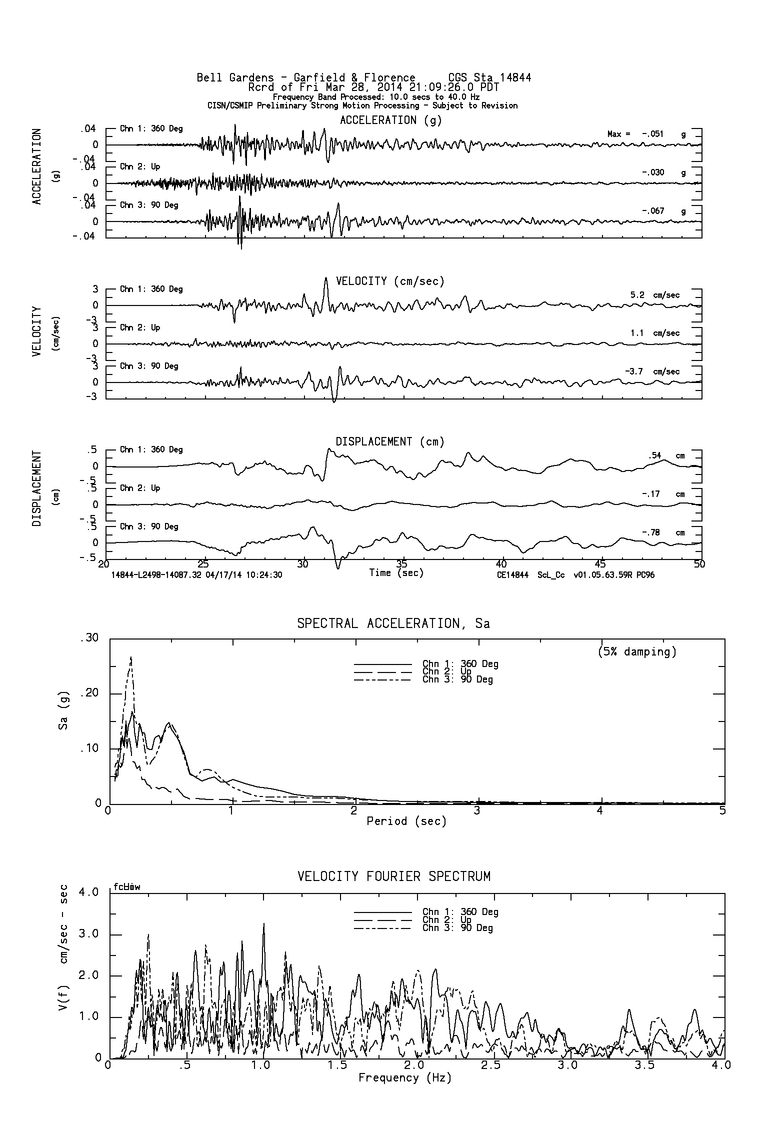 Bell Gardens - Garfield & Florence CGS Sta 14844
Rcrd of Fri Mar 28, 2014 21:09:26.0 PDT
Frequency Band Processed: 10.0 secs to 40.0 Hz
CISN/CSMIP Preliminary Strong Motion Processing - Subject to Revision
ACCELERATION (g)
ACCELERATION
(g)
.04
0
-.04
Chn 1: 360 Deg
Max = -.051 g
.04
0
-.04
Chn 2: Up
-.030 g
.04
0
-.04
Chn 3: 90 Deg
-.067 g
VELOCITY (cm/sec)
VELOCITY
(cm/sec)
3
0
-3
Chn 1: 360 Deg
5.2 cm/sec
3
0
-3
Chn 2: Up
1.1 cm/sec
3
0
-3
Chn 3: 90 Deg
-3.7 cm/sec
DISPLACEMENT (cm)
DISPLACEMENT
(cm)
.5
0
-.5
Chn 1: 360 Deg
.54 cm
.5
0
-.5
Chn 2: Up
-.17 cm
.5
0
-.5
Chn 3: 90 Deg
-.78 cm
20 25 30 35 40 45 50
14844-L2498-14087.32 04/17/14 10:24:30
Time (sec)
CE14844 ScL_Cc v01.05.63.59R PC96
SPECTRAL ACCELERATION, Sa
(5% damping)
Chn 1: 360 Deg
Chn 2: Up
Chn 3: 90 Deg
Sa (g)
.30
.20
.10
0
0 1 2 3 4 5
Period (sec)
VELOCITY FOURIER SPECTRUM
Chn 1: 360 Deg
Chn 2: Up
Chn 3: 90 Deg
V(f) cm/sec - sec
4.0
3.0
2.0
1.0
0
0 .5 1.0 1.5 2.0 2.5 3.0 3.5 4.0
Frequency (Hz)